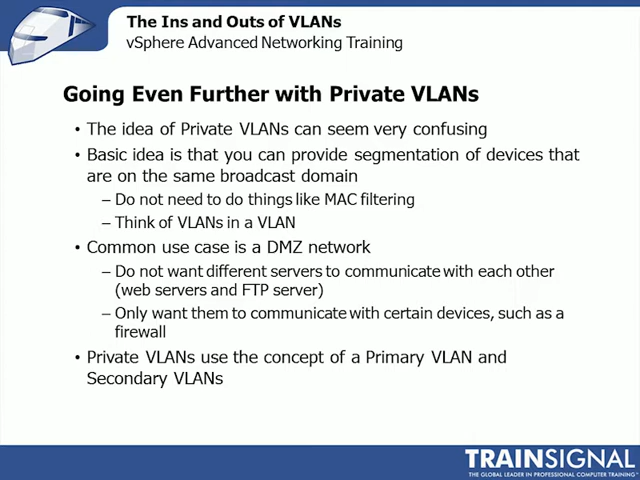 The Ins and Outs of VLANs
vSphere Advanced Networking Training
Going Even Further with Private VLANs
• The idea of Private VLANs can seem very confusing
• Basic idea is that you can provide segmentation of devices that
are on the same broadcast domain
– Do not need to do things like MAC filtering
– Think of VLANs in a VLAN
• Common use case is a DMZ network
– Do not want different servers to communicate with each other
(web servers and FTP server)
– Only want them to communicate with certain devices, such as a
firewall
• Private VLANs use the concept of a Primary VLAN and
Secondary VLANs
TRAINSIGNAL
THE GLOBAL LEADER IN PROFESSIONAL COMPUTER TRAINING